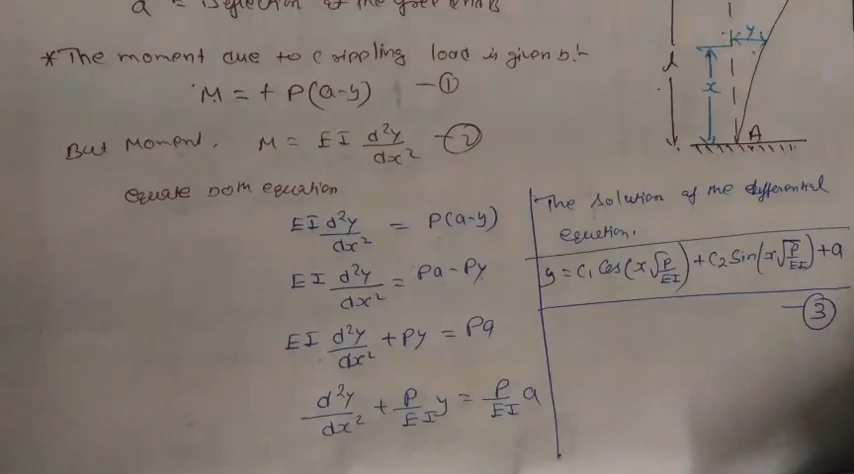 a = Deflection of the free end B
*The moment due to Crippling load is given by:-
M = + P(a-y) —①
But Moment, M = EI d²y/dx² —②
equate both equation
EI d²y/dx² = P(a-y)
EI d²y/dx² = Pa - Py
EI d²y/dx² + Py = Pa
d²y/dx² + P/EI y = P/EI a
The solution of the differential
equation.
y = C₁ Cos(x√P/EI) + C₂ Sin(x√P/EI) + a
—③
l
x
y
A